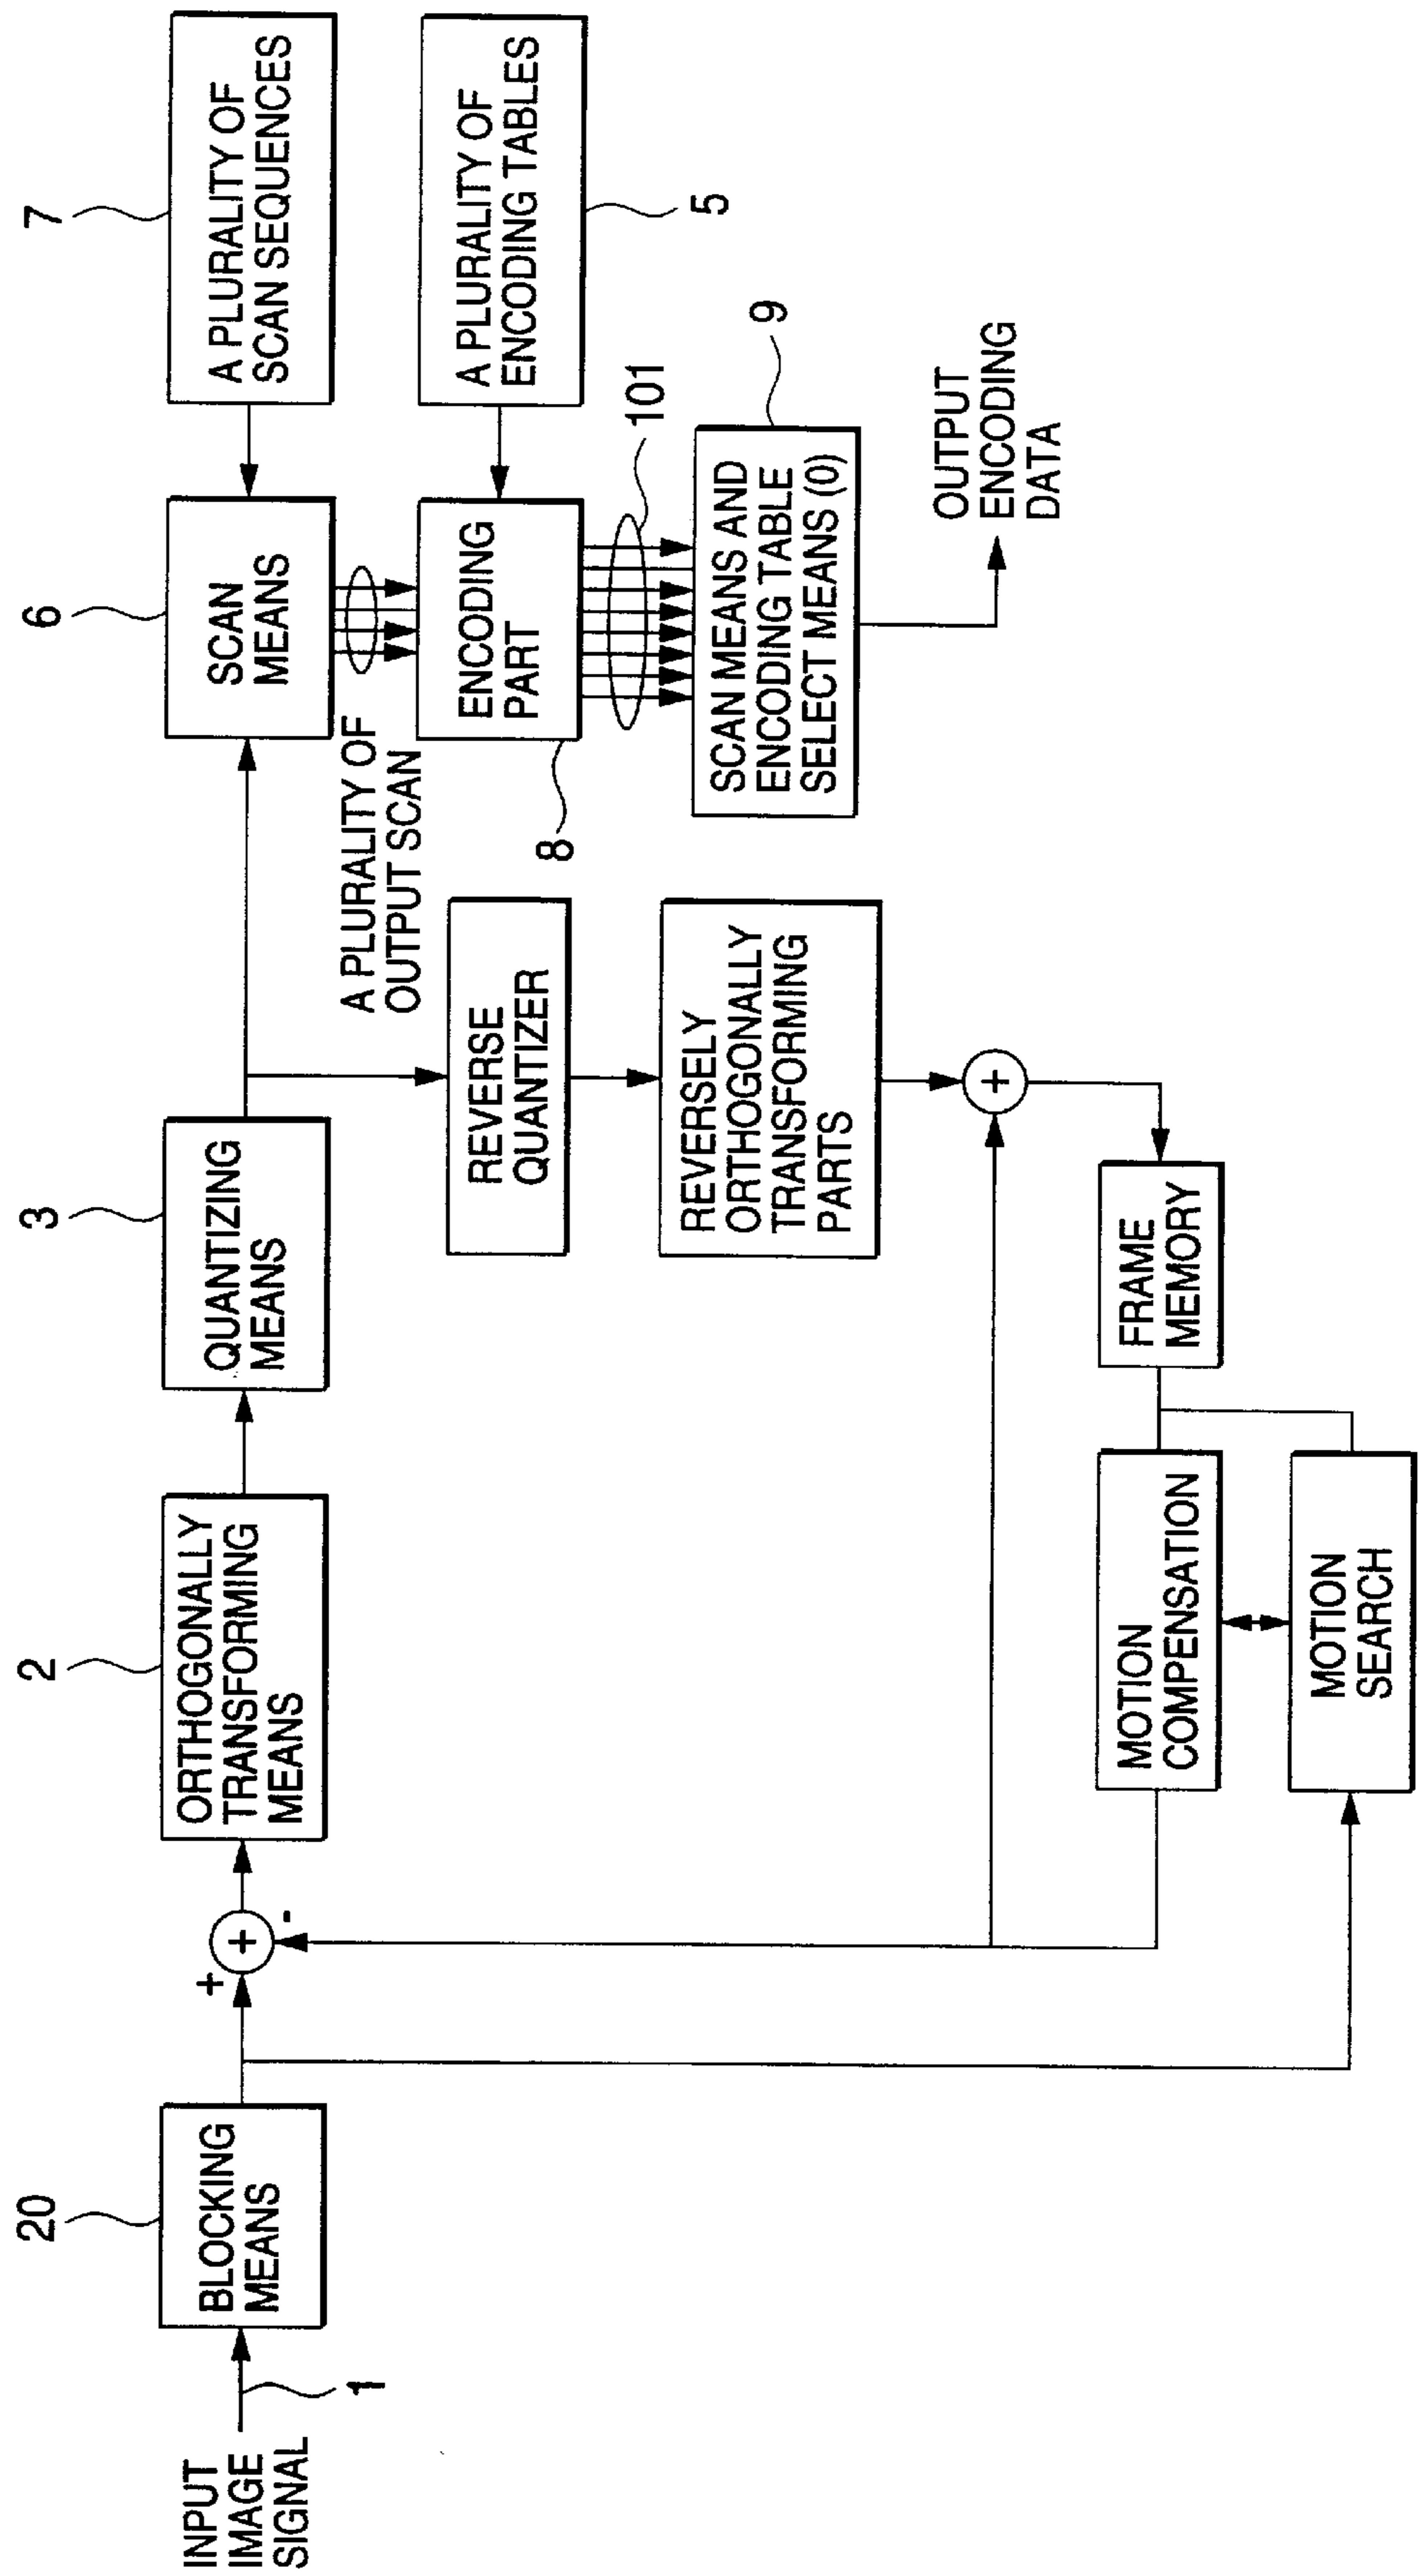 INPUT
IMAGE
SIGNAL
1
20
BLOCKING
MEANS
+
+
-
2
ORTHOGONALLY
TRANSFORMING
MEANS
3
QUANTIZING
MEANS
6
SCAN
MEANS
7
A PLURALITY OF
SCAN SEQUENCES
A PLURALITY OF
OUTPUT SCAN
8
ENCODING
PART
A PLURALITY OF
ENCODING TABLES
5
101
9
SCAN MEANS AND
ENCODING TABLE
SELECT MEANS (0)
OUTPUT
ENCODING
DATA
REVERSE
QUANTIZER
REVERSELY
ORTHOGONALLY
TRANSFORMING
PARTS
+
FRAME
MEMORY
MOTION
COMPENSATION
MOTION
SEARCH